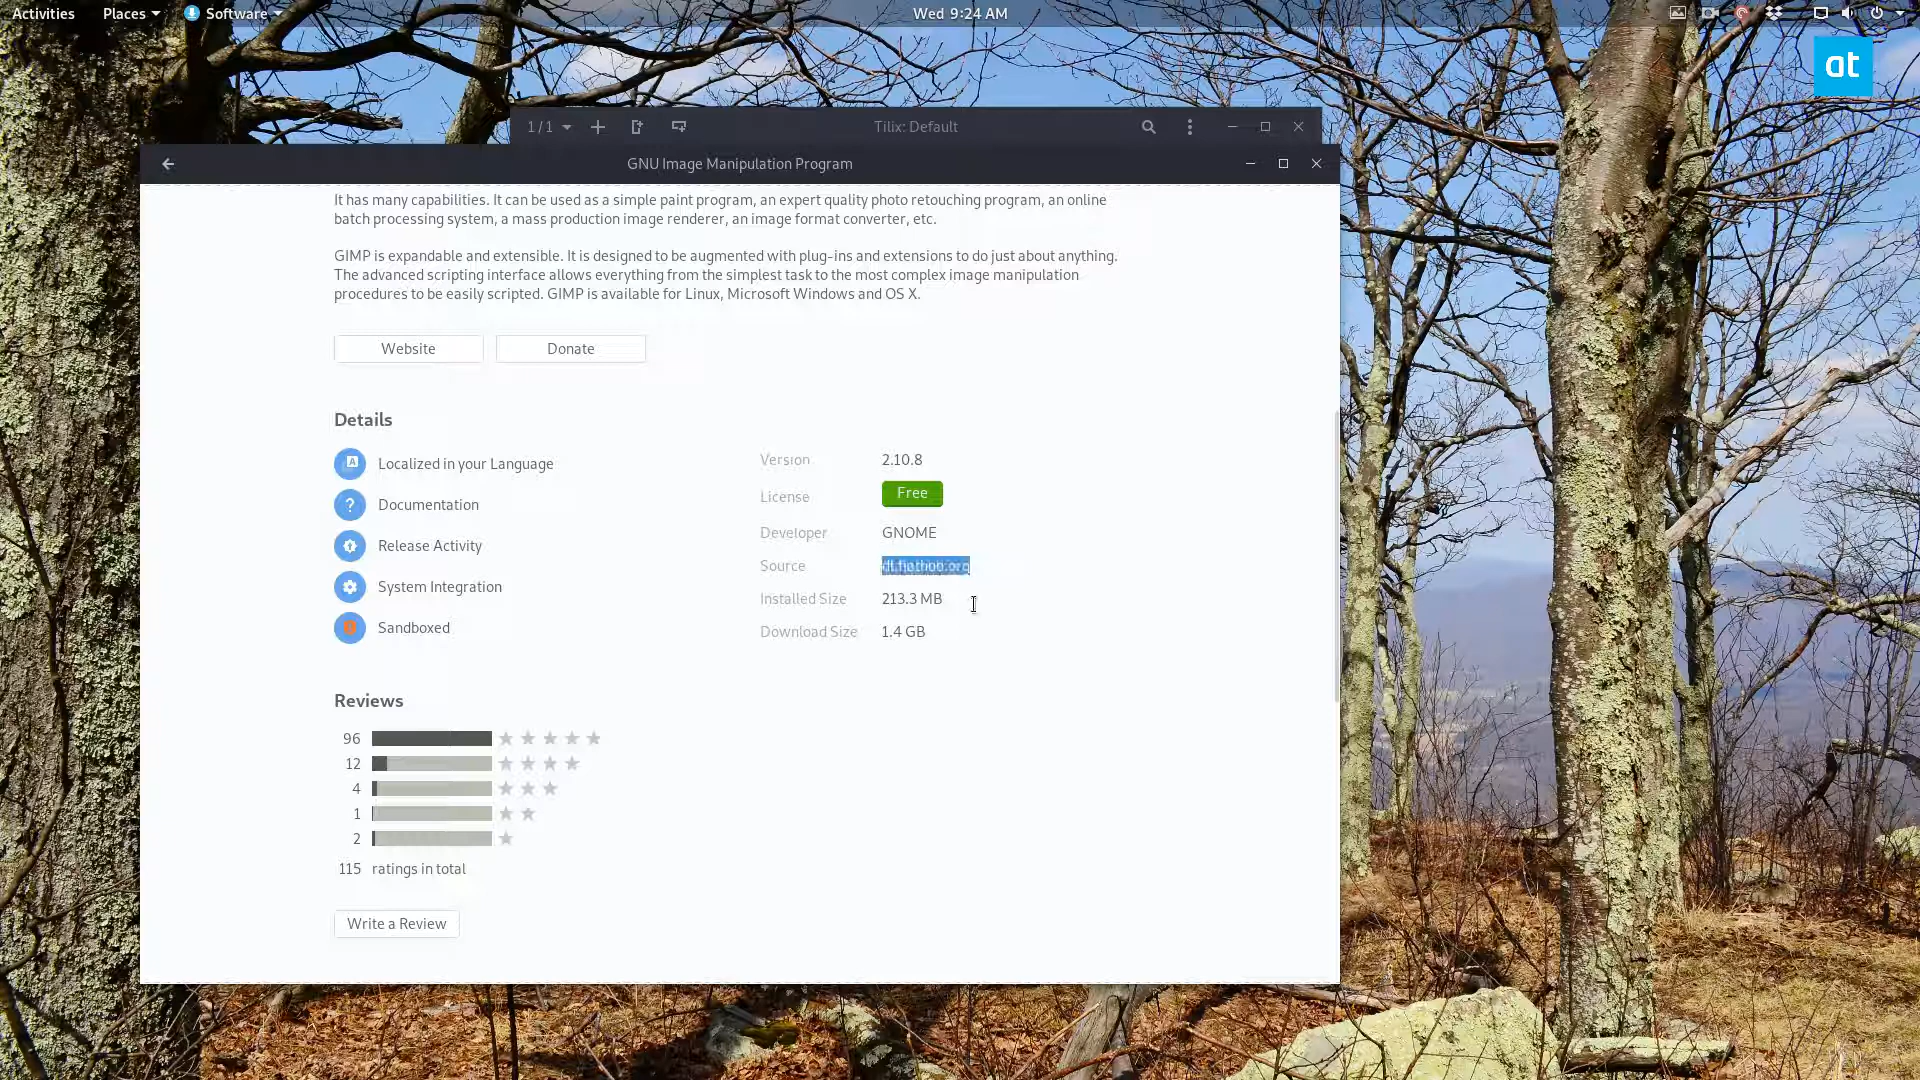 Activities Places Software Wed 9:24 AM
at
1 / 1 Tilix: Default
GNU Image Manipulation Program
It has many capabilities. It can be used as a simple paint program, an expert quality photo retouching program, an online
batch processing system, a mass production image renderer, an image format converter, etc.
GIMP is expandable and extensible. It is designed to be augmented with plug-ins and extensions to do just about anything.
The advanced scripting interface allows everything from the simplest task to the most complex image manipulation
procedures to be easily scripted. GIMP is available for Linux, Microsoft Windows and OS X.
Website Donate
Details
Localized in your Language
Documentation
Release Activity
System Integration
Sandboxed
Version 2.10.8
License Free
Developer GNOME
Source
Installed Size 213.3 MB
Download Size 1.4 GB
Reviews
96
12
4
1
2
115 ratings in total
Write a Review